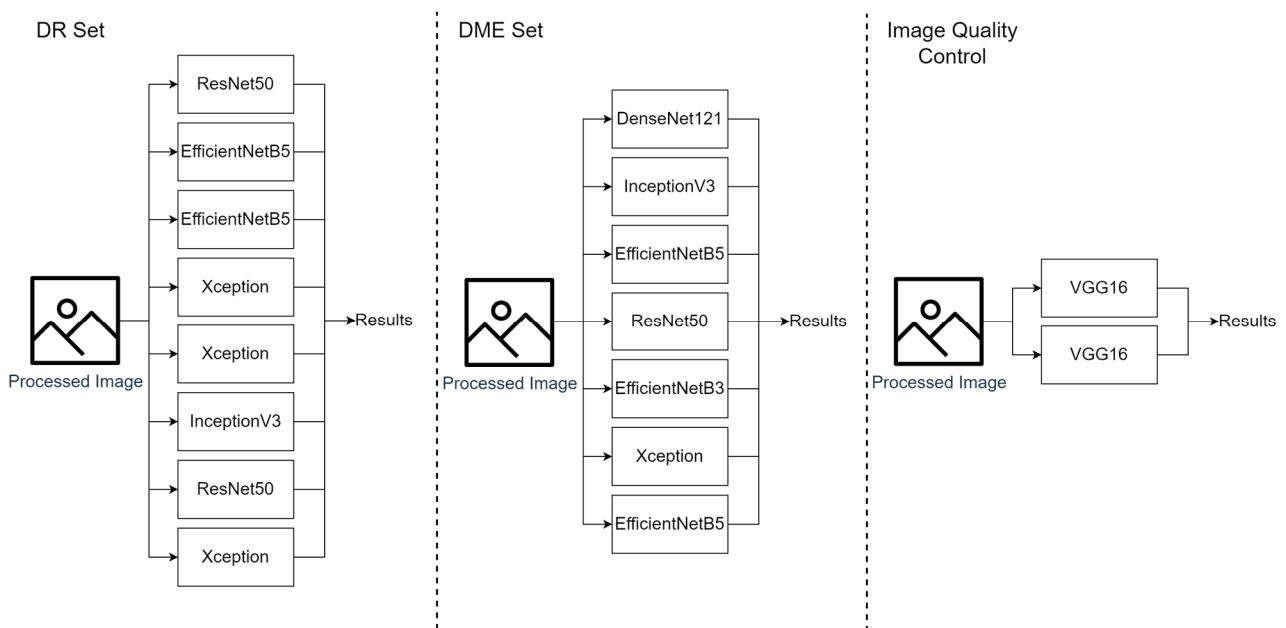 DR Set
ResNet50
EfficientNetB5
EfficientNetB5
Xception
Xception
InceptionV3
ResNet50
Xception
Processed Image
Results
DME Set
DenseNet121
InceptionV3
EfficientNetB5
ResNet50
EfficientNetB3
Xception
EfficientNetB5
Processed Image
Results
Image Quality
Control
VGG16
VGG16
Processed Image
Results